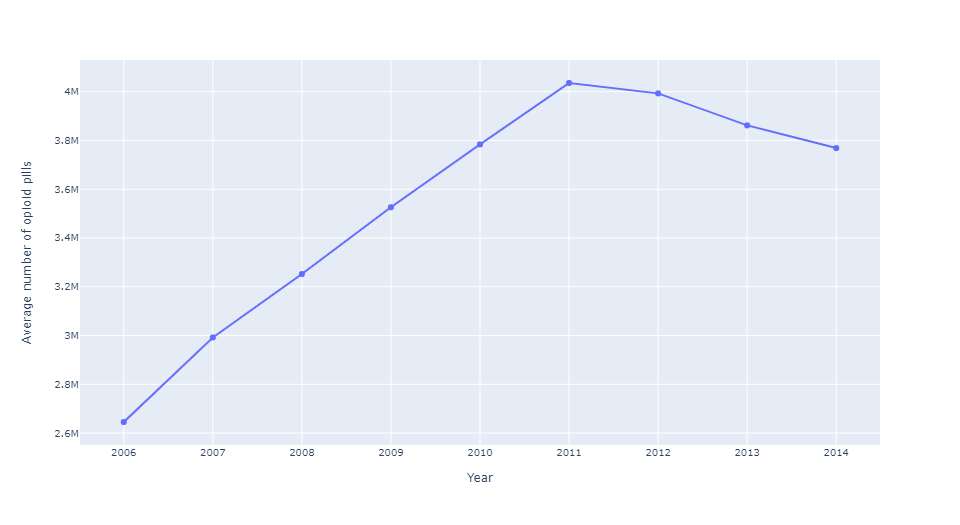 Average number of opioid pills
4M
3.8M
3.6M
3.4M
3.2M
3M
2.8M
2.6M
2006 2007 2008 2009 2010 2011 2012 2013 2014
Year